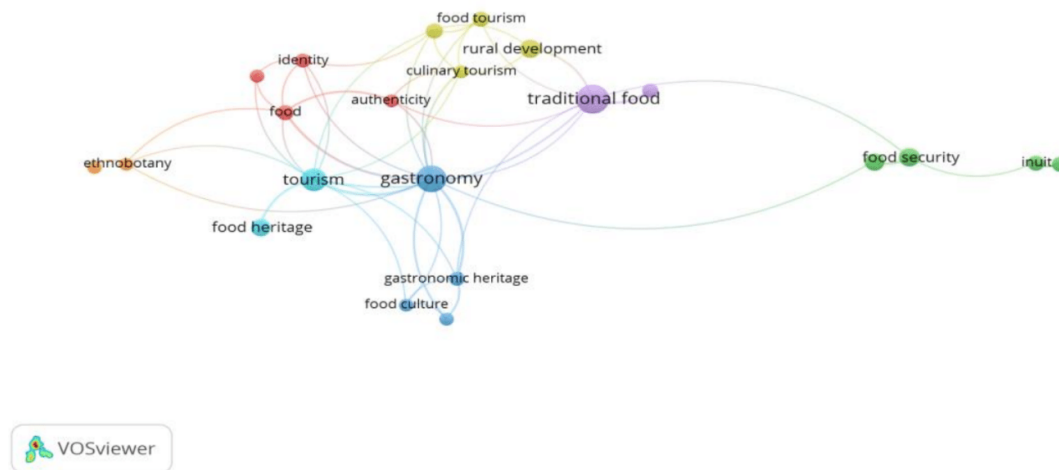 food tourism
rural development
identity
culinary tourism
traditional food
authenticity
food
ethnobotany
food security
inuit
tourism
gastronomy
food heritage
gastronomic heritage
food culture
VOSviewer